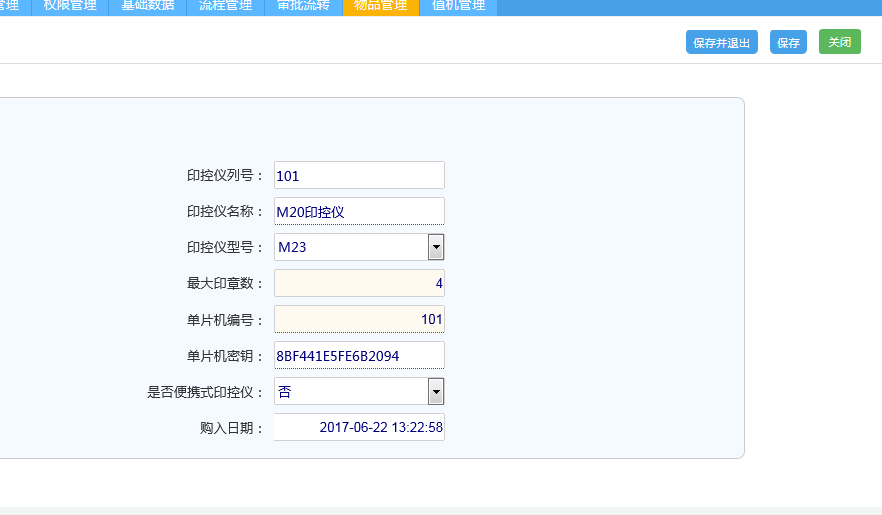 管理 权限管理 基础数据 流程管理 审批流转 物品管理 值机管理
保存并退出 保存 关闭
印控仪列号： 101
印控仪名称： M20印控仪
印控仪型号： M23
最大印章数： 4
单片机编号： 101
单片机密钥： 8BF441E5FE6B2094
是否便携式印控仪： 否
购入日期： 2017-06-22 13:22:58